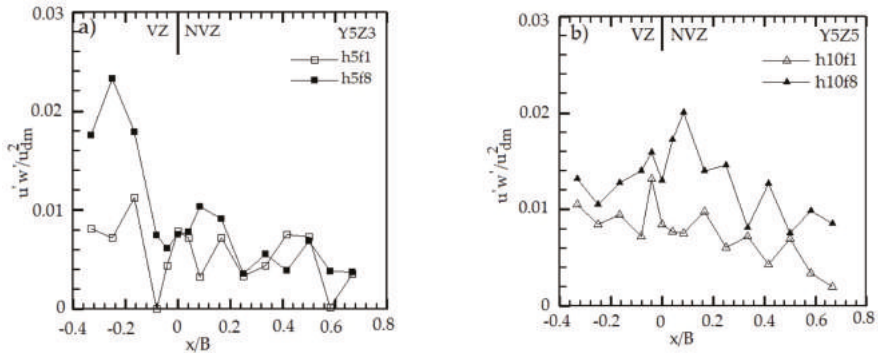 a)
VZ NVZ
Y5Z3
h5f1
h5f8
0.03
0.02
0.01
0
u'w'/u²dm
-0.4 -0.2 0 0.2 0.4 0.6 0.8
x/B
b)
VZ NVZ
Y5Z5
h10f1
h10f8
0.03
0.02
0.01
0
u'w'/u²dm
-0.4 -0.2 0 0.2 0.4 0.6 0.8
x/B